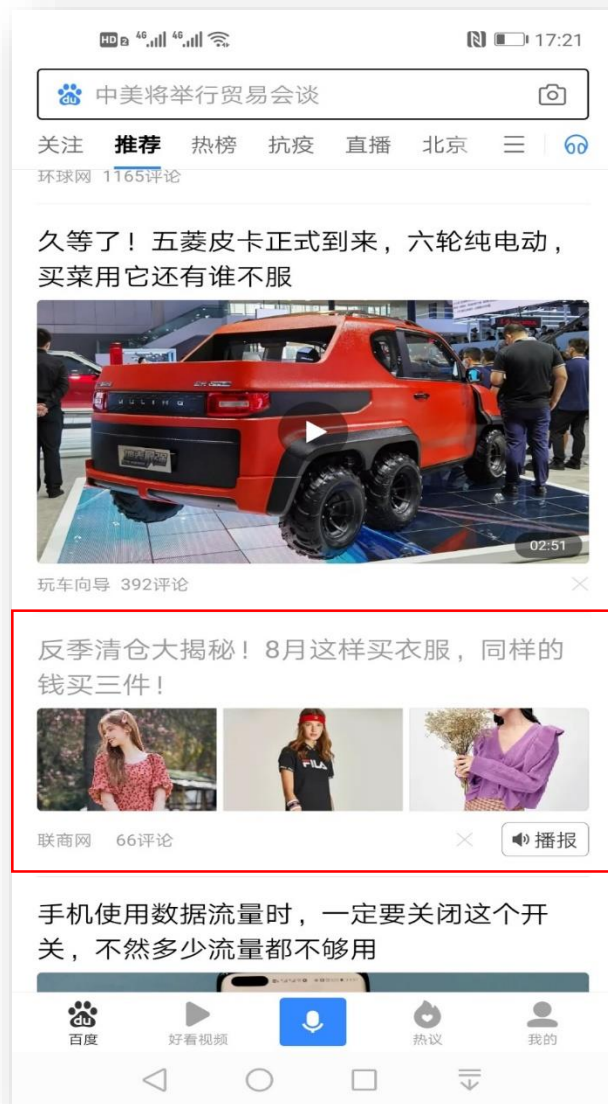 HD 2 4G 4G 17:21
中美将举行贸易会谈
关注 推荐 热榜 抗疫 直播 北京
环球网 1165评论
久等了！五菱皮卡正式到来，六轮纯电动，
买菜用它还有谁不服
WULING
02:51
玩车向导 392评论
反季清仓大揭秘！8月这样买衣服，同样的
钱买三件！
FILA
联商网 66评论 播报
手机使用数据流量时，一定要关闭这个开
关，不然多少流量都不够用
du
百度 好看视频 热议 我的